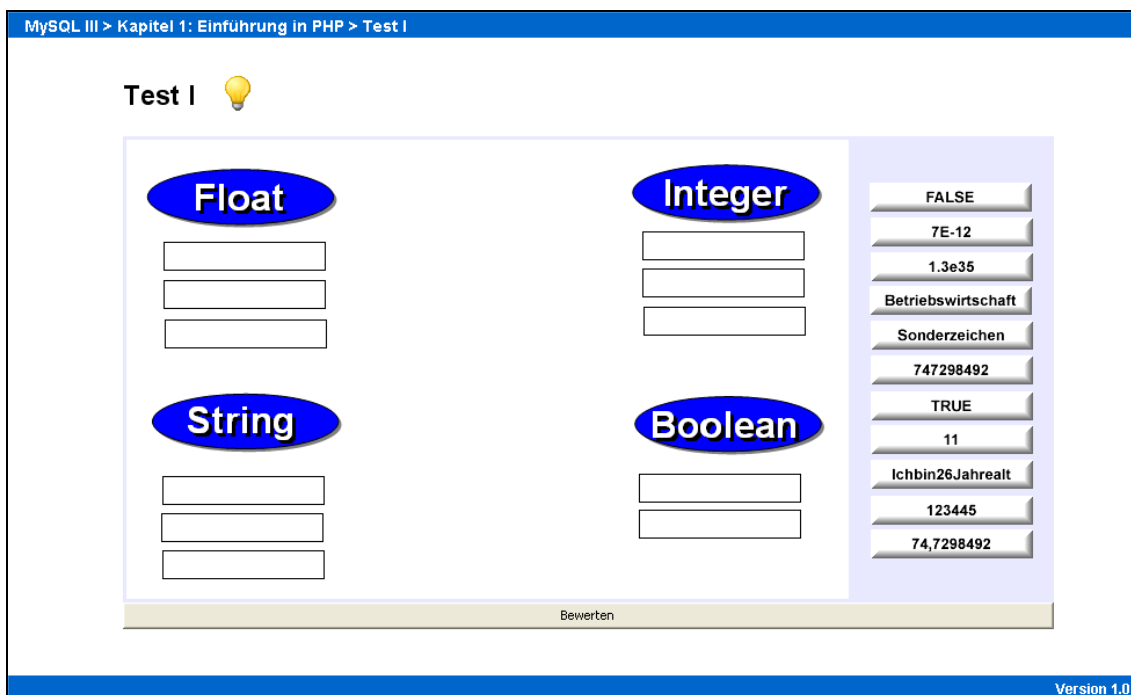 MySQL III > Kapitel 1: Einführung in PHP > Test I
Test I
Float
Integer
String
Boolean
FALSE
7E-12
1.3e35
Betriebswirtschaft
Sonderzeichen
747298492
TRUE
11
Ichbin26Jahrealt
123445
74,7298492
Bewerten
Version 1.0